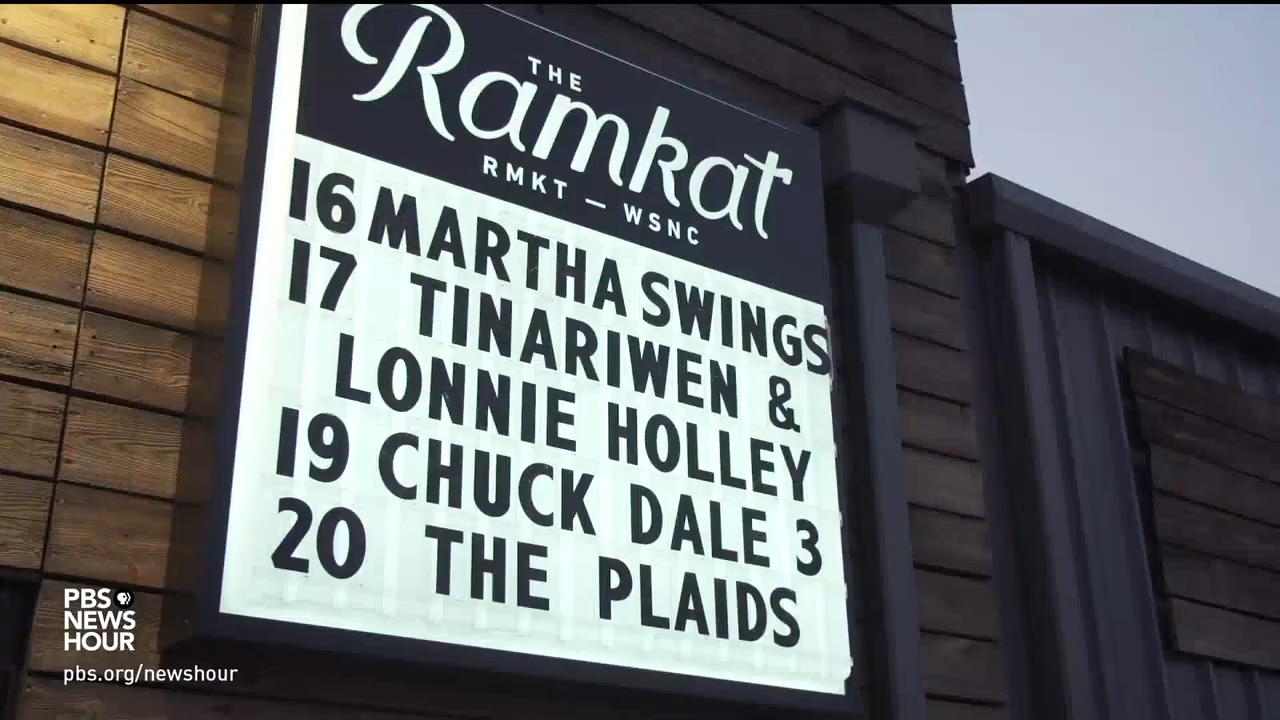 THE
Ramkat
RMKT — WSNC
16 MARTHA SWINGS
17 TINARIWEN &
LONNIE HOLLEY
19 CHUCK DALE 3
20 THE PLAIDS
PBS
NEWS
HOUR
pbs.org/newshour